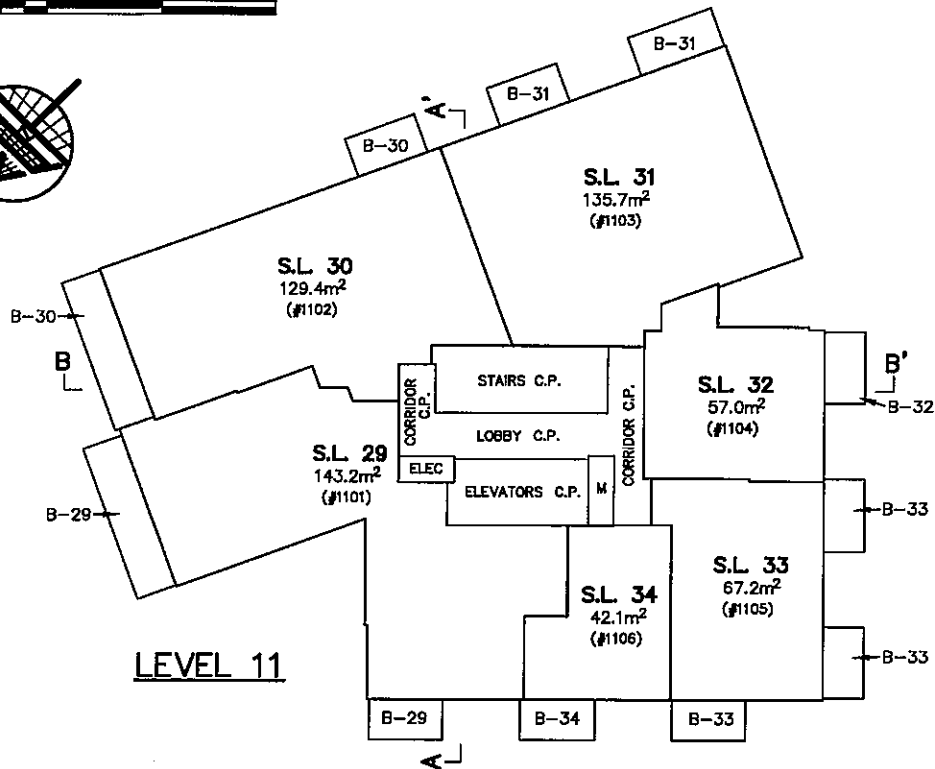 B-31
B-31
A'
B-30
S.L. 31
135.7m²
(#1103)
S.L. 30
129.4m²
(#1102)
B-30
B
B'
STAIRS C.P.
CORRIDOR C.P.
S.L. 32
57.0m²
(#1104)
B-32
LOBBY C.P.
CORRIDOR C.P.
S.L. 29
143.2m²
(#1101)
ELEC
ELEVATORS C.P.
M
B-29
B-33
S.L. 33
67.2m²
(#1105)
S.L. 34
42.1m²
(#1106)
B-33
LEVEL 11
B-29
B-34
B-33
A